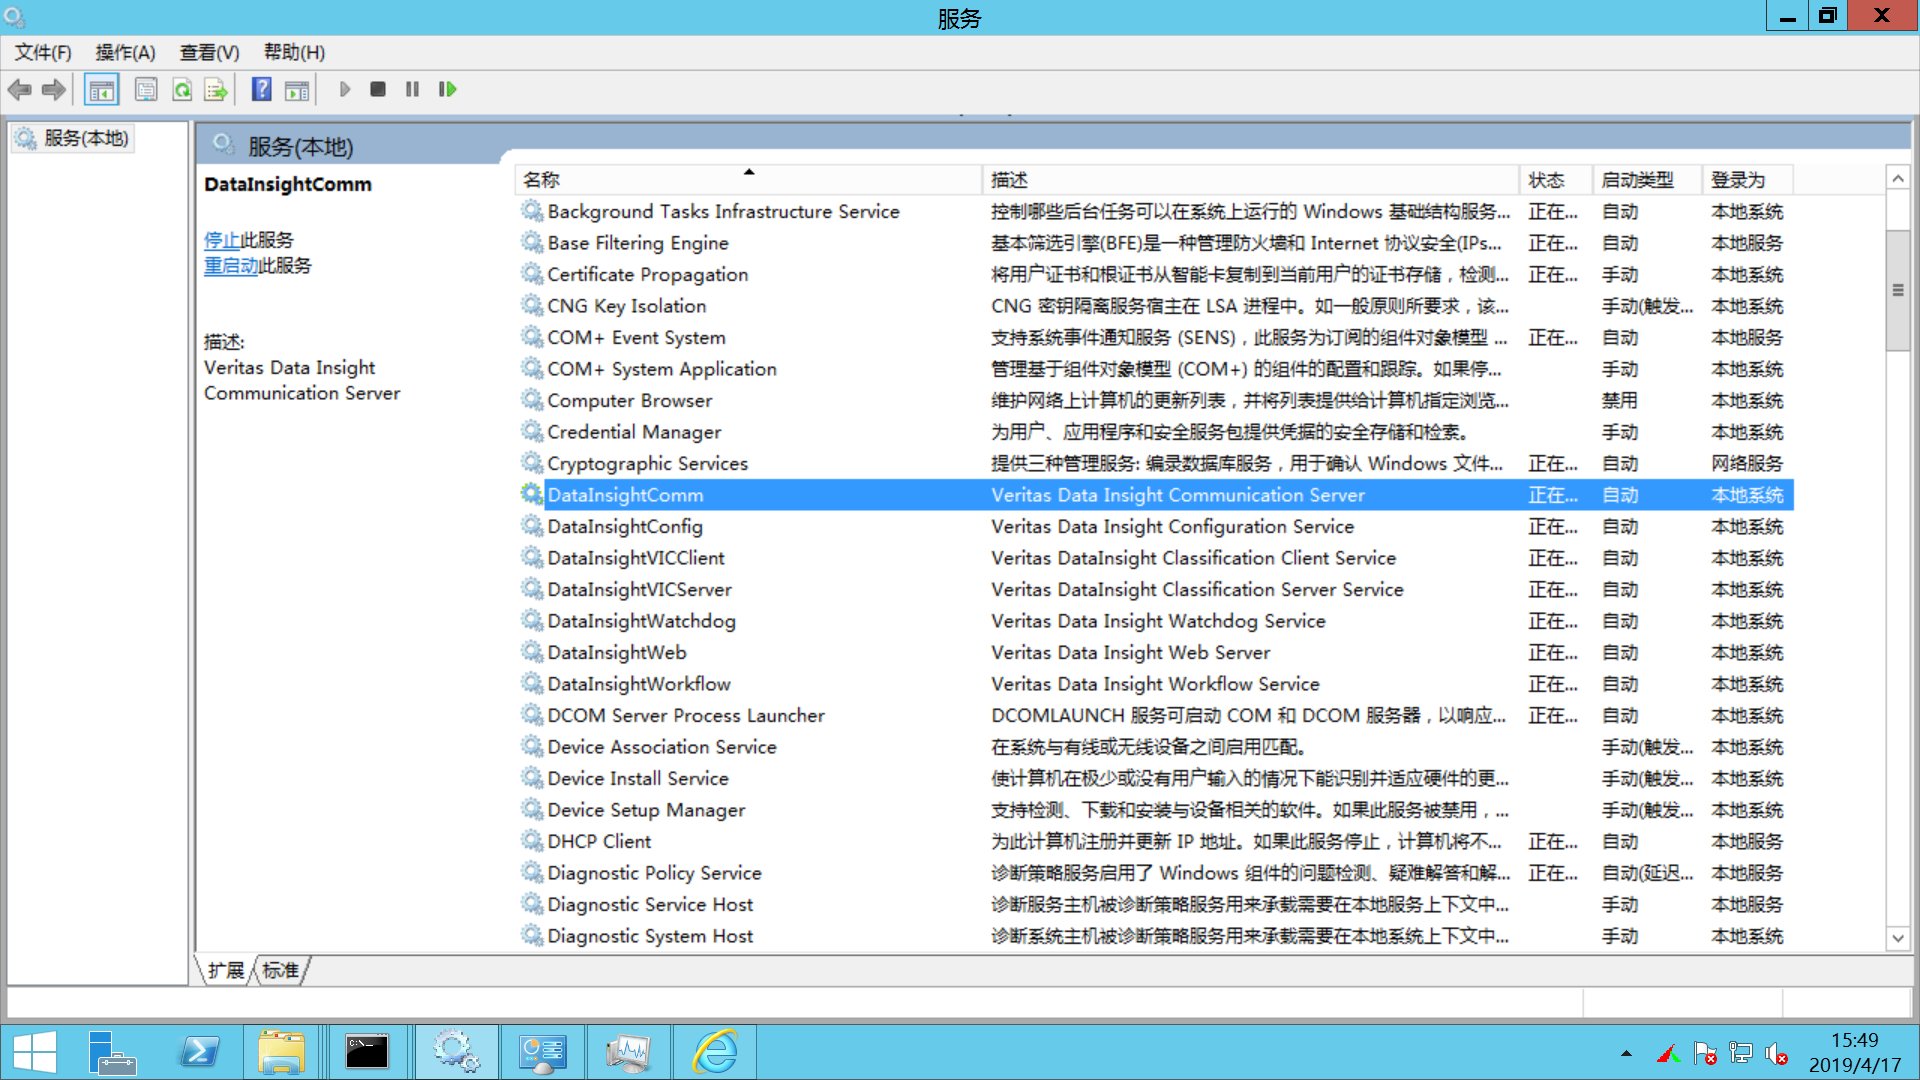 服务
文件(F) 操作(A) 查看(V) 帮助(H)
服务(本地)
服务(本地)
DataInsightComm
停止此服务
重启动此服务
描述:
Veritas Data Insight
Communication Server
名称 描述 状态 启动类型 登录为
Background Tasks Infrastructure Service 控制哪些后台任务可以在系统上运行的 Windows 基础结构服务... 正在... 自动 本地系统
Base Filtering Engine 基本筛选引擎(BFE)是一种管理防火墙和 Internet 协议安全(IPs... 正在... 自动 本地服务
Certificate Propagation 将用户证书和根证书从智能卡复制到当前用户的证书存储，检测... 正在... 手动 本地系统
CNG Key Isolation CNG 密钥隔离服务宿主在 LSA 进程中。如一般原则所要求，该... 手动(触发... 本地系统
COM+ Event System 支持系统事件通知服务 (SENS)，此服务为订阅的组件对象模型 ... 正在... 自动 本地服务
COM+ System Application 管理基于组件对象模型 (COM+) 的组件的配置和跟踪。如果停... 手动 本地系统
Computer Browser 维护网络上计算机的更新列表，并将列表提供给计算机指定浏览... 禁用 本地系统
Credential Manager 为用户、应用程序和安全服务包提供凭据的安全存储和检索。 手动 本地系统
Cryptographic Services 提供三种管理服务: 编录数据库服务，用于确认 Windows 文件... 正在... 自动 网络服务
DataInsightComm Veritas Data Insight Communication Server 正在... 自动 本地系统
DataInsightConfig Veritas Data Insight Configuration Service 正在... 自动 本地系统
DataInsightVICClient Veritas DataInsight Classification Client Service 正在... 自动 本地系统
DataInsightVICServer Veritas DataInsight Classification Server Service 正在... 自动 本地系统
DataInsightWatchdog Veritas Data Insight Watchdog Service 正在... 自动 本地系统
DataInsightWeb Veritas Data Insight Web Server 正在... 自动 本地系统
DataInsightWorkflow Veritas Data Insight Workflow Service 正在... 自动 本地系统
DCOM Server Process Launcher DCOMLAUNCH 服务可启动 COM 和 DCOM 服务器，以响应... 正在... 自动 本地系统
Device Association Service 在系统与有线或无线设备之间启用匹配。 手动(触发... 本地系统
Device Install Service 使计算机在极少或没有用户输入的情况下能识别并适应硬件的更... 手动(触发... 本地系统
Device Setup Manager 支持检测、下载和安装与设备相关的软件。如果此服务被禁用，... 手动(触发... 本地系统
DHCP Client 为此计算机注册并更新 IP 地址。如果此服务停止，计算机将不... 正在... 自动 本地服务
Diagnostic Policy Service 诊断策略服务启用了 Windows 组件的问题检测、疑难解答和解... 正在... 自动(延迟... 本地服务
Diagnostic Service Host 诊断服务主机被诊断策略服务用来承载需要在本地服务上下文中... 手动 本地服务
Diagnostic System Host 诊断系统主机被诊断策略服务用来承载需要在本地系统上下文中... 手动 本地系统
扩展 标准
15:49
2019/4/17